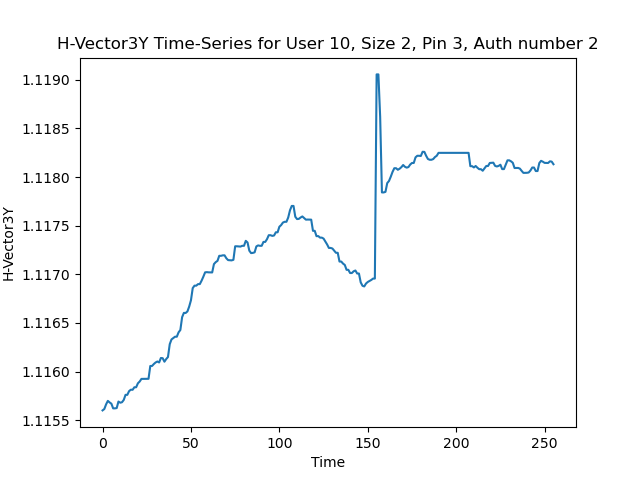 H-Vector3Y Time-Series for User 10, Size 2, Pin 3, Auth number 2
1.1190
1.1185
1.1180
1.1175
1.1170
1.1165
1.1160
1.1155
H-Vector3Y
0 50 100 150 200 250
Time